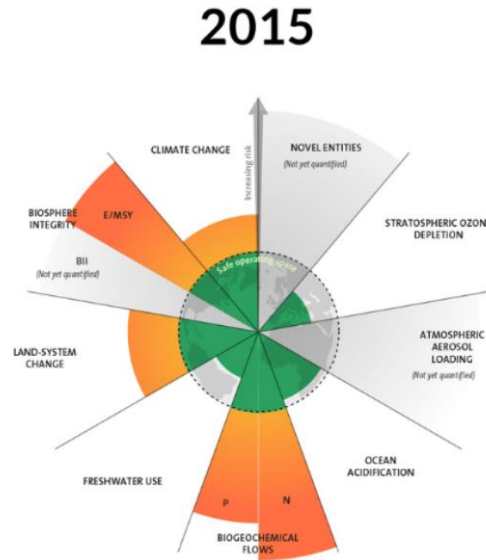 2015
CLIMATE CHANGE
Increasing risk
NOVEL ENTITIES
(Not yet quantified)
STRATOSPHERIC OZON
DEPLETION
ATMOSPHERIC
AEROSOL
LOADING
(Not yet quantified)
OCEAN
ACIDIFICATION
N
P
BIOGEOCHEMICAL
FLOWS
FRESHWATER USE
LAND-SYSTEM
CHANGE
BIOSPHERE
INTEGRITY
E/MSY
BII
(Not yet quantified)
Safe operating space